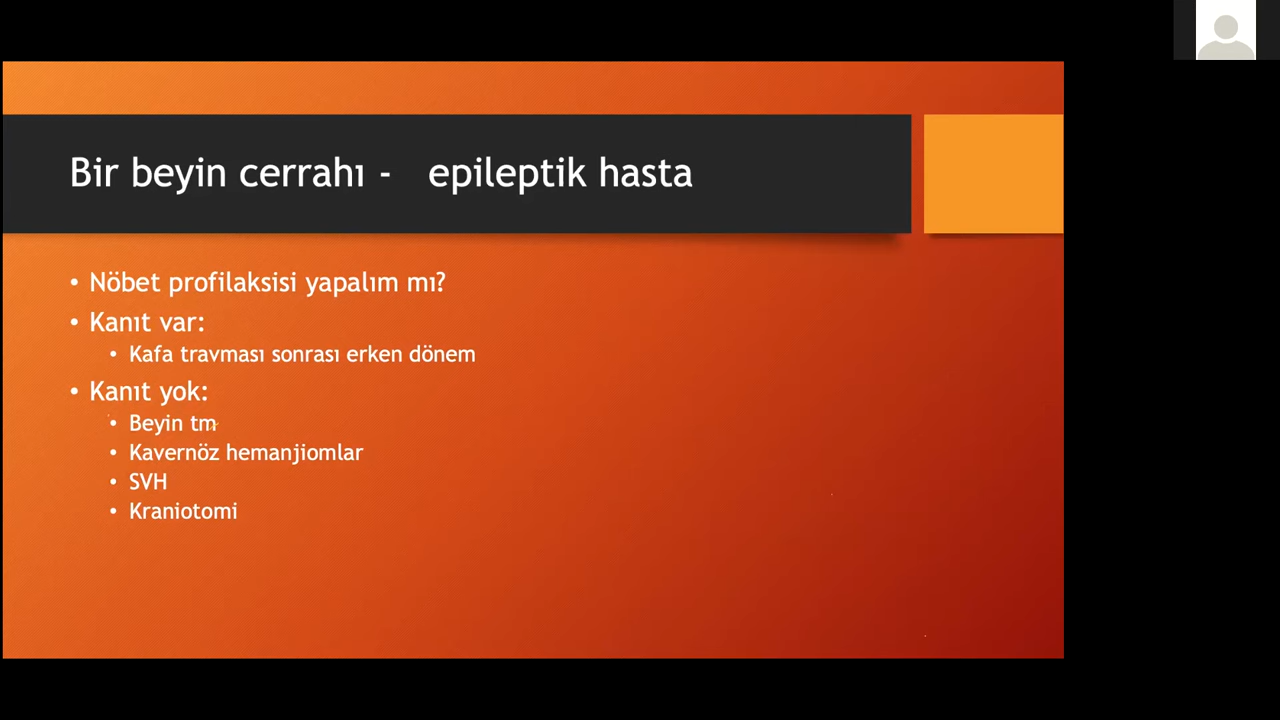 Bir beyin cerrahı - epileptik hasta
• Nöbet profilaksisi yapalım mı?
• Kanıt var:
• Kafa travması sonrası erken dönem
• Kanıt yok:
• Beyin tm
• Kavernöz hemanjiomlar
• SVH
• Kraniotomi